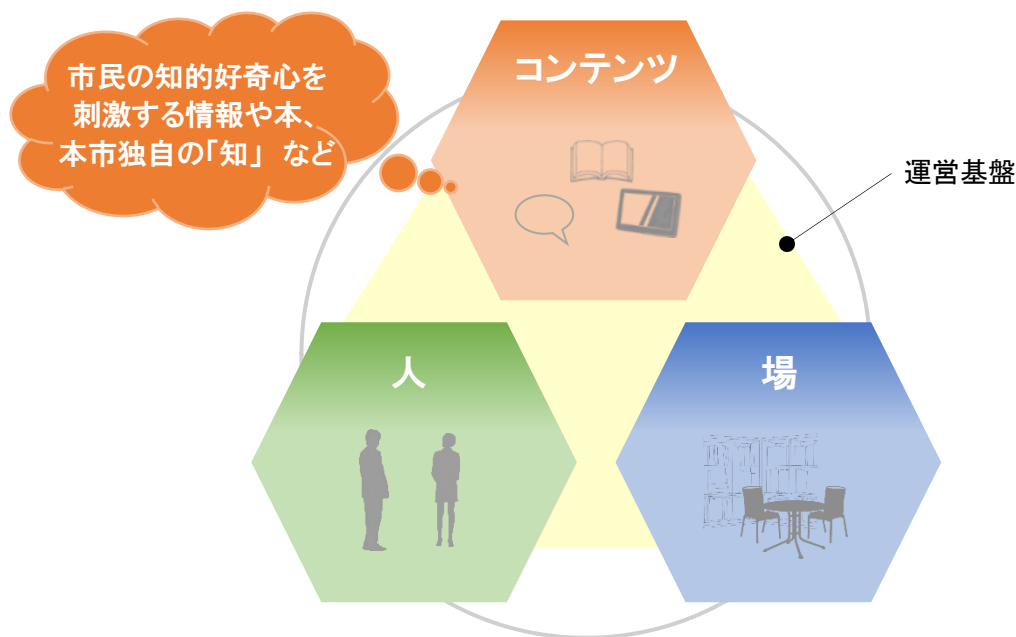 市民の知的好奇心を
刺激する情報や本、
本市独自の「知」 など
コンテンツ
運営基盤
人
場